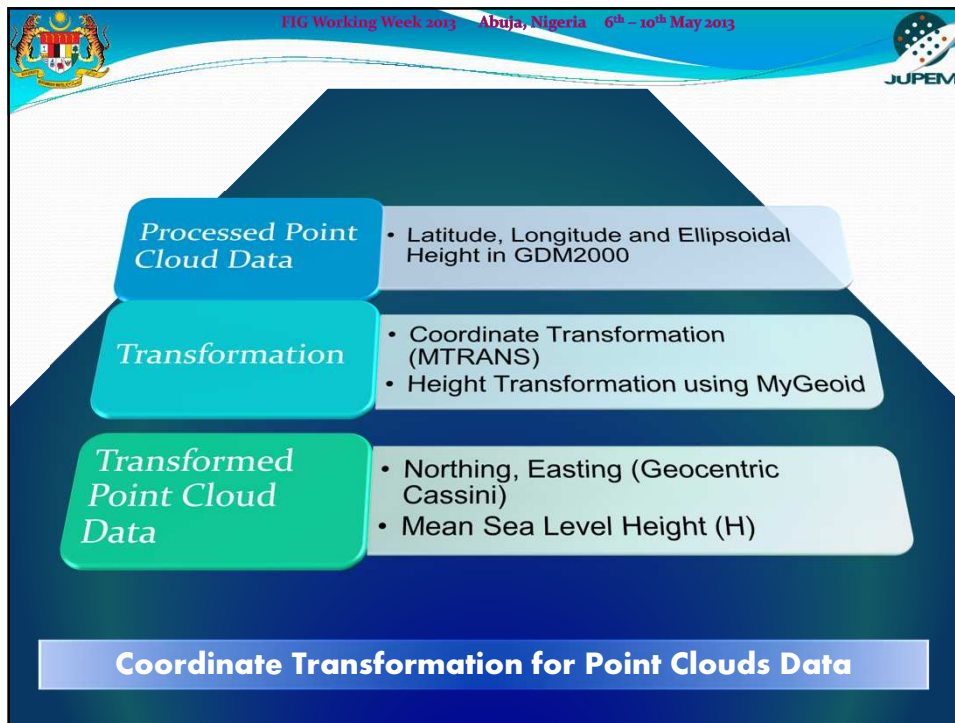 FIG Working Week 2013 Abuja, Nigeria 6th – 10th May 2013
JUPEM
Processed Point
Cloud Data
• Latitude, Longitude and Ellipsoidal
Height in GDM2000
Transformation
• Coordinate Transformation
(MTRANS)
• Height Transformation using MyGeoid
Transformed
Point Cloud
Data
• Northing, Easting (Geocentric
Cassini)
• Mean Sea Level Height (H)
Coordinate Transformation for Point Clouds Data